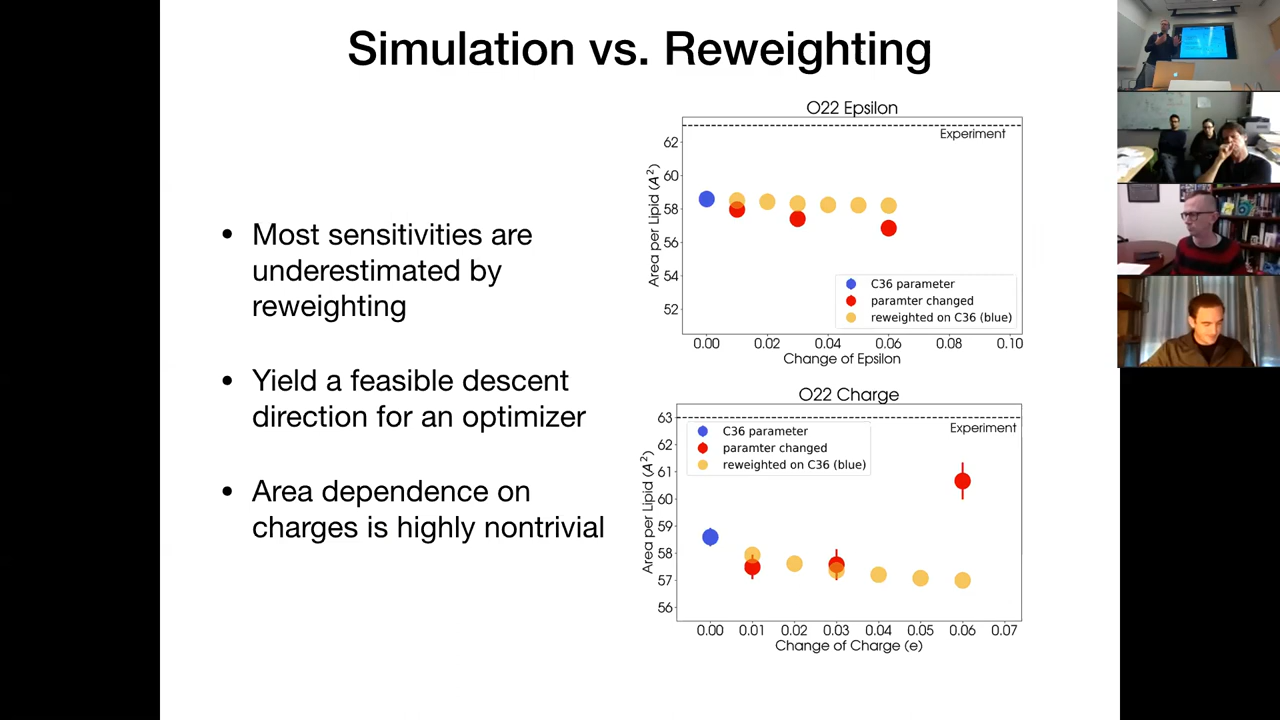 Simulation vs. Reweighting
• Most sensitivities are
underestimated by
reweighting
• Yield a feasible descent
direction for an optimizer
• Area dependence on
charges is highly nontrivial
O22 Epsilon
Experiment
Area per Lipid (A²)
62
60
58
56
54
52
C36 parameter
paramter changed
reweighted on C36 (blue)
0.00 0.02 0.04 0.06 0.08 0.10
Change of Epsilon
O22 Charge
Experiment
Area per Lipid (A²)
63
62
61
60
59
58
57
56
C36 parameter
paramter changed
reweighted on C36 (blue)
0.00 0.01 0.02 0.03 0.04 0.05 0.06 0.07
Change of Charge (e)